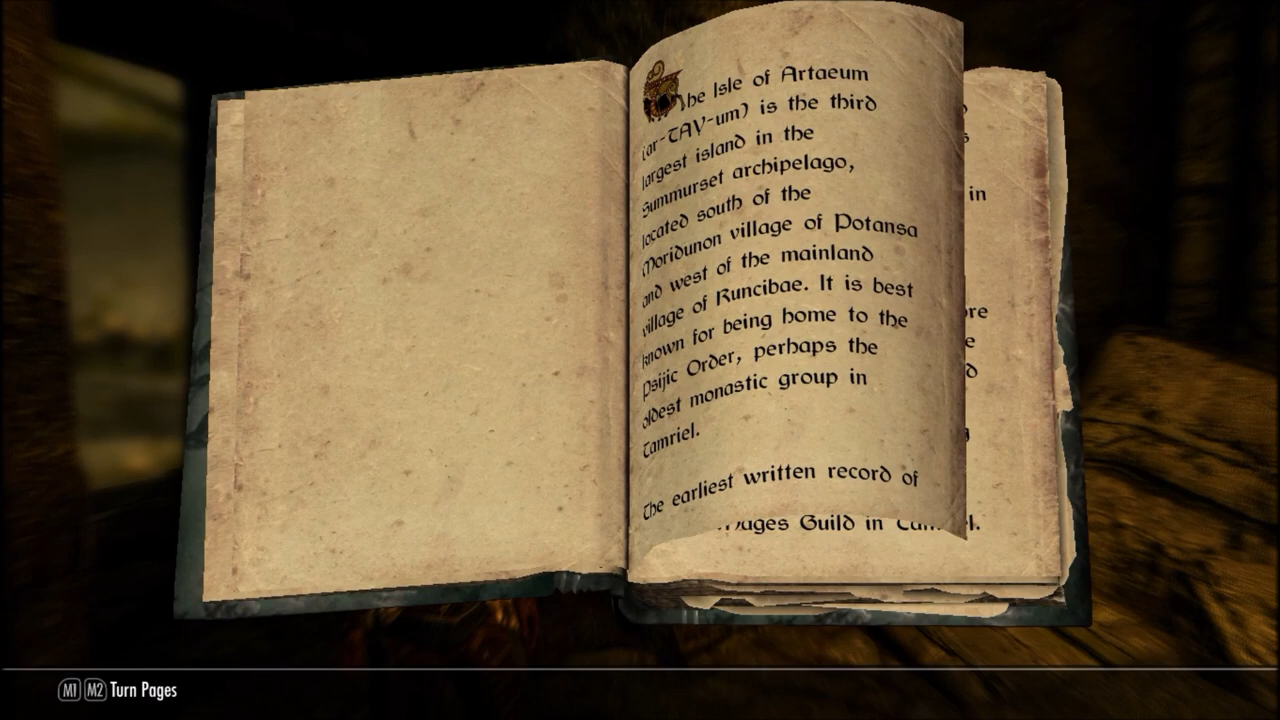 The Isle of Artaeum
(ar-TAY-um) is the third
largest island in the
Summurset archipelago,
located south of the
Moridunon village of Potansa
and west of the mainland
village of Runcibae. It is best
known for being home to the
Psijic Order, perhaps the
oldest monastic group in
Tamriel.
The earliest written record of
in
Guild in
M1 M2 Turn Pages